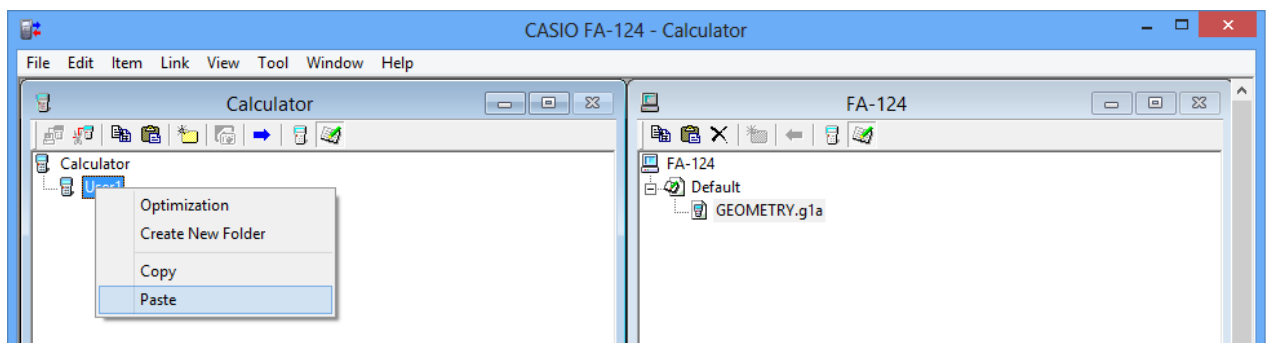 CASIO FA-124 - Calculator
File Edit Item Link View Tool Window Help
Calculator
Calculator
User1
Optimization
Create New Folder
Copy
Paste
FA-124
FA-124
Default
GEOMETRY.g1a